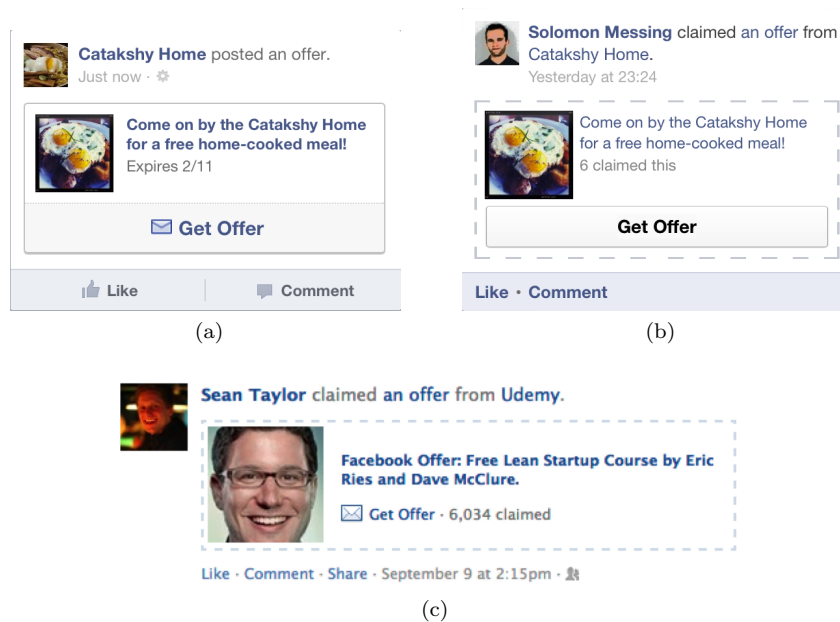 Catakshy Home posted an offer.
Just now ·
Come on by the Catakshy Home
for a free home-cooked meal!
Expires 2/11
Get Offer
Like
Comment
(a)
Solomon Messing claimed an offer from
Catakshy Home.
Yesterday at 23:24
Come on by the Catakshy Home
for a free home-cooked meal!
6 claimed this
Get Offer
Like · Comment
(b)
Sean Taylor claimed an offer from Udemy.
Facebook Offer: Free Lean Startup Course by Eric
Ries and Dave McClure.
Get Offer · 6,034 claimed
Like · Comment · Share · September 9 at 2:15pm ·
(c)